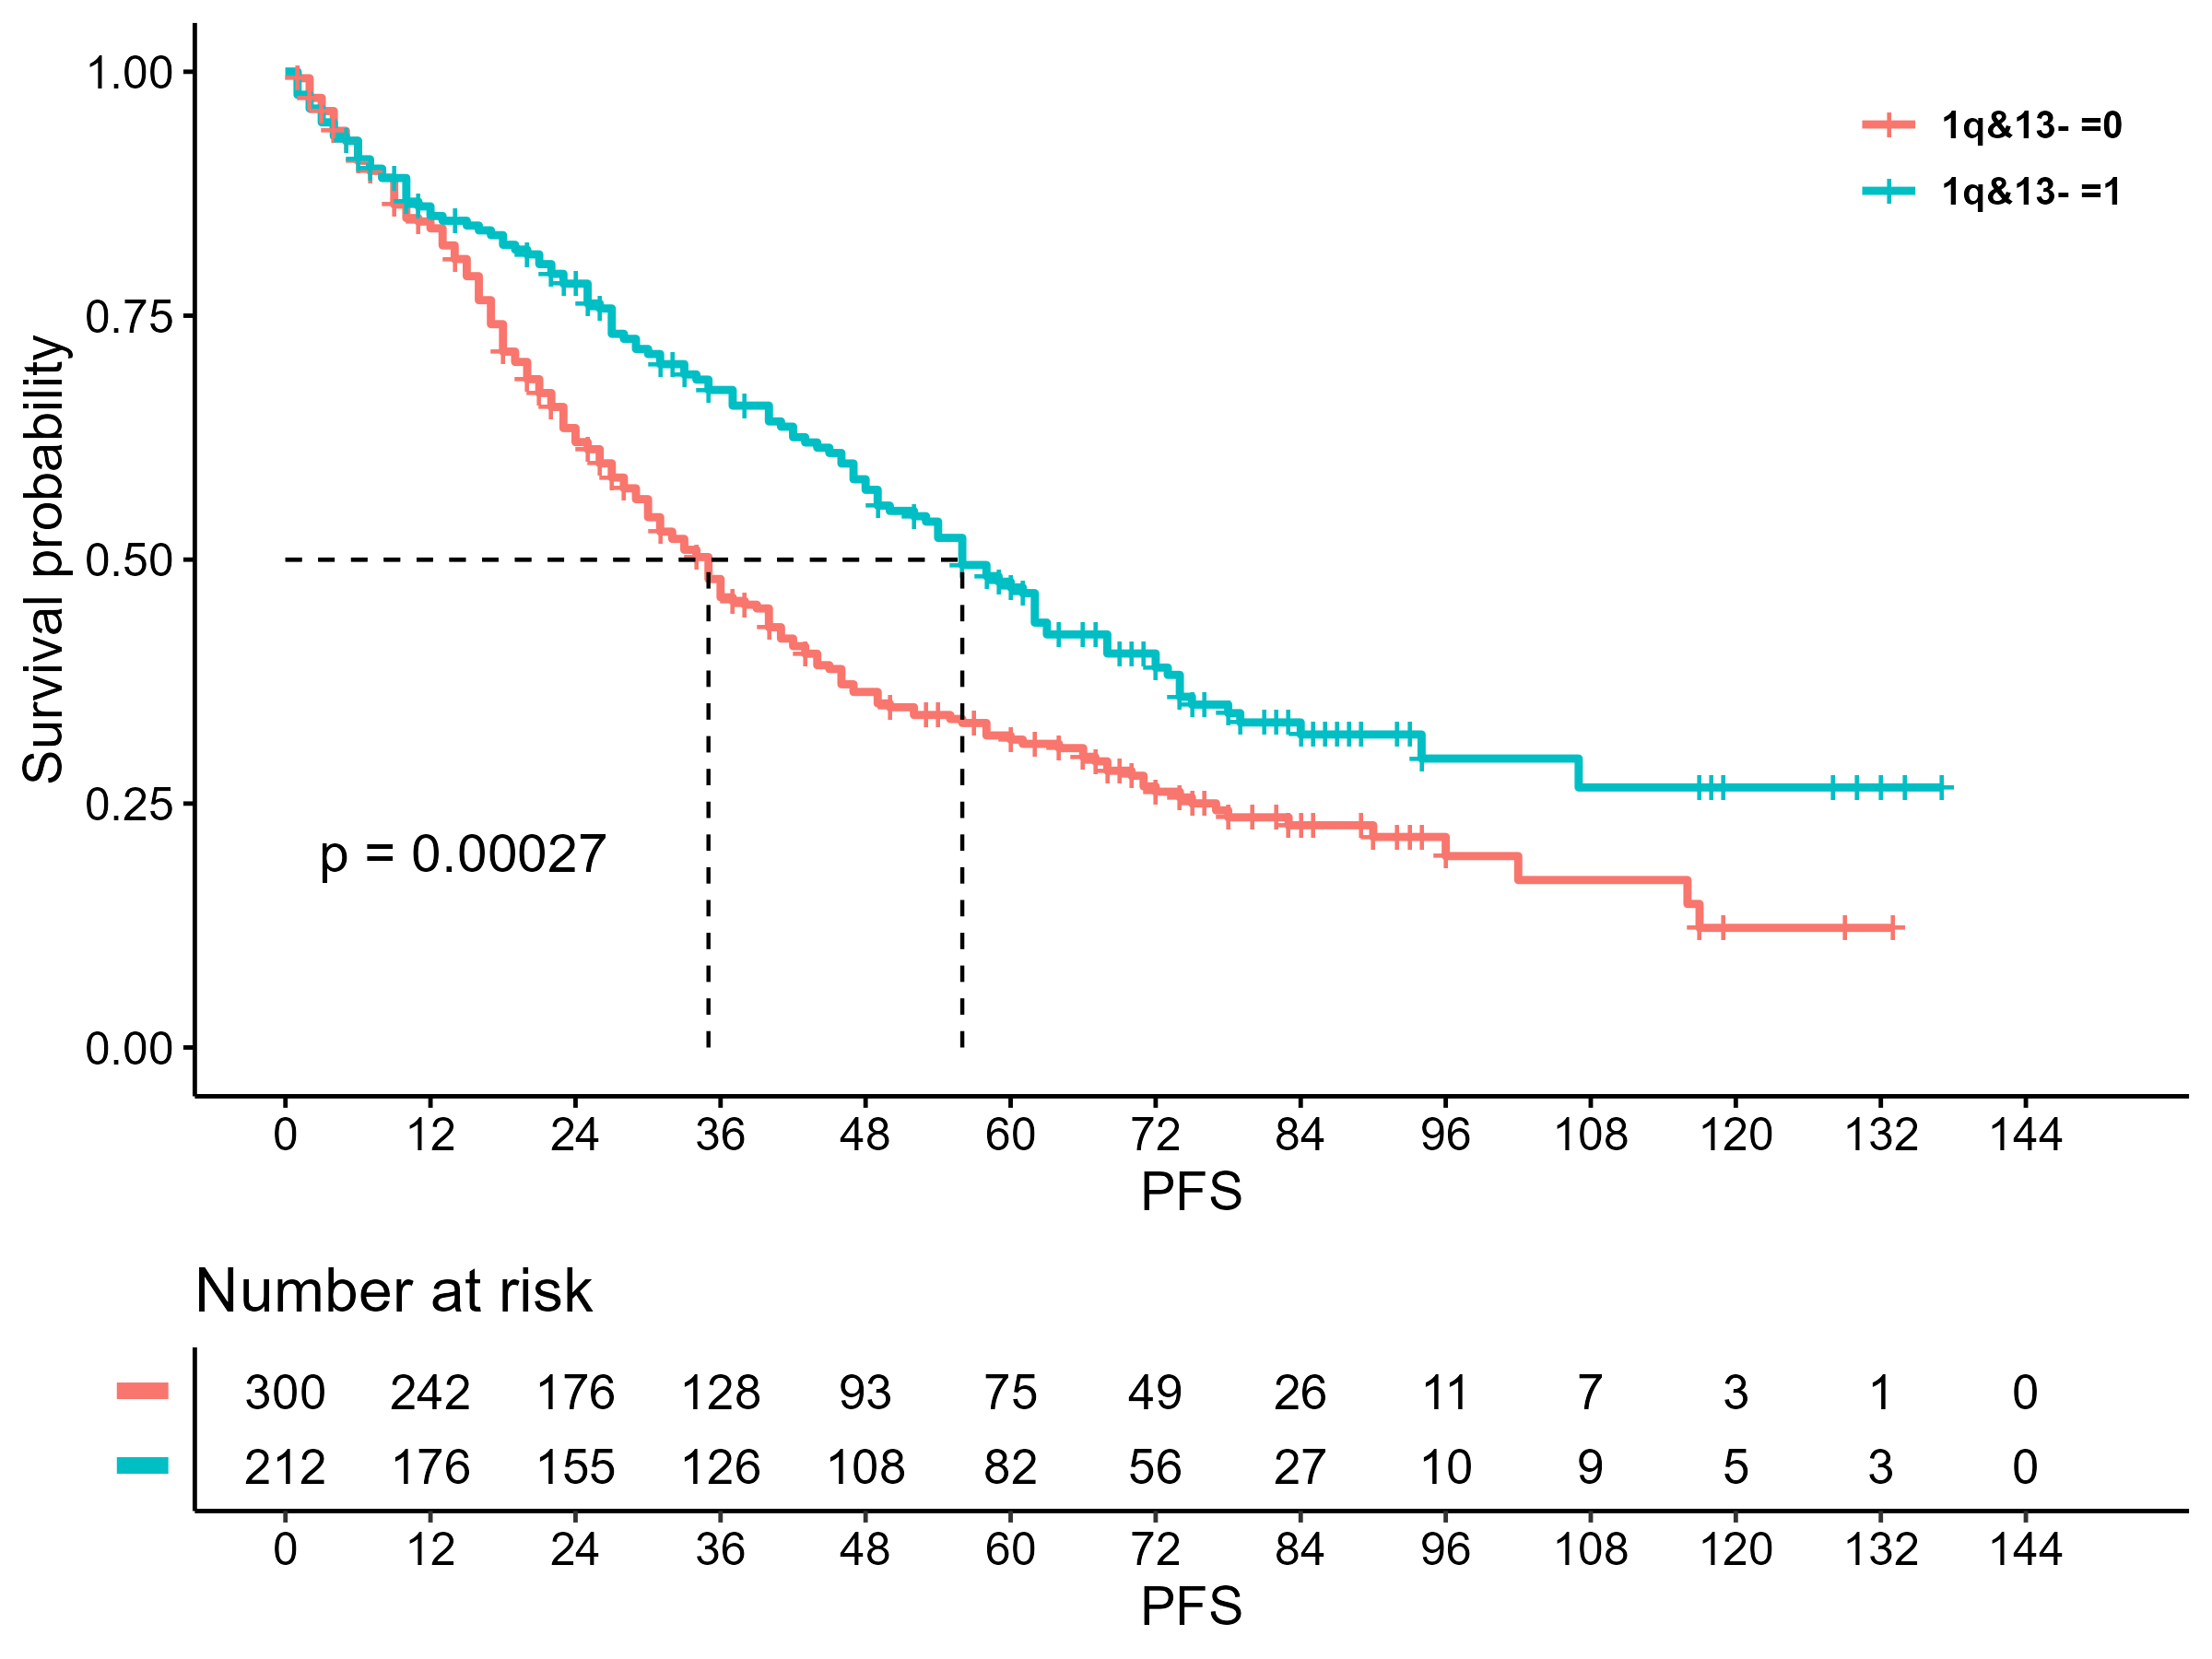 1.00
0.75
0.50
0.25
0.00
Survival probability
1q&13- =0
1q&13- =1
p = 0.00027
0 12 24 36 48 60 72 84 96 108 120 132 144
PFS
Number at risk
300 242 176 128 93 75 49 26 11 7 3 1 0
212 176 155 126 108 82 56 27 10 9 5 3 0
0 12 24 36 48 60 72 84 96 108 120 132 144
PFS